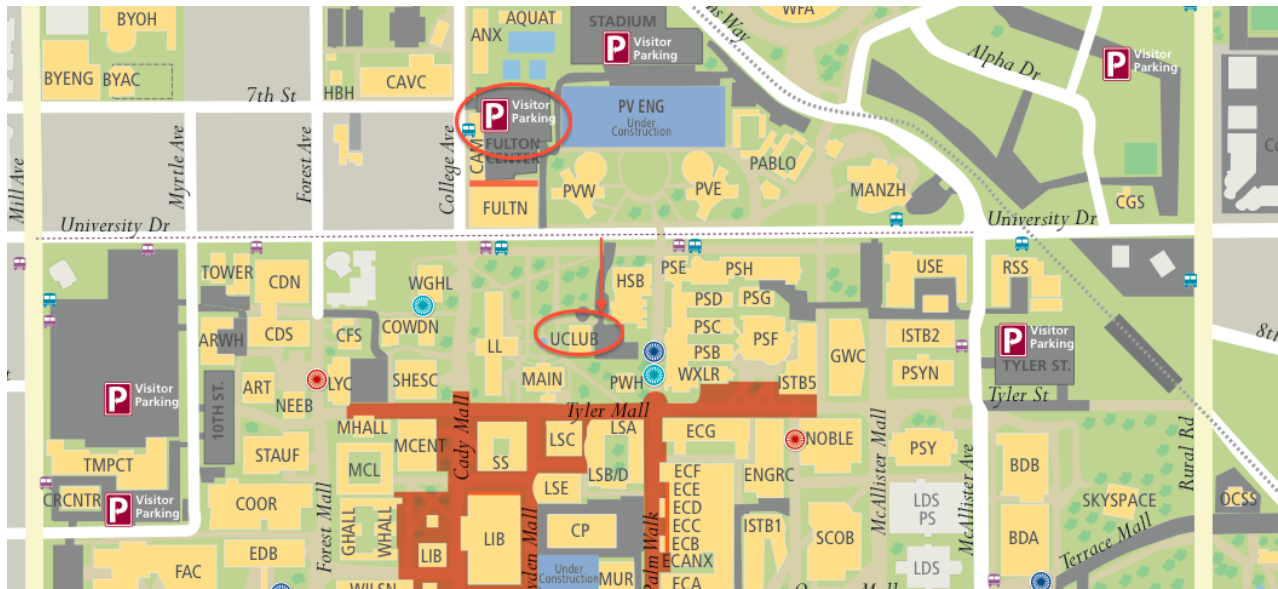 BYOH
BYENG
BYAC
HBH
CAVC
ANX
AQUAT
STADIUM
P Visitor
Parking
WFA
Alpha Dr
P Visitor
Parking
7th St
P Visitor
Parking
FULTON
CENTER
CAM
FULTN
PV ENG
Under
Construction
PVW
PVE
PABLO
MANZH
CGS
Mill Ave
Myrtle Ave
Forest Ave
College Ave
University Dr
University Dr
TOWER
CDN
CDS
ARWH
WGHL
COWDN
CFS
SHESC
LYC
ART
NEEB
10TH ST.
STAUF
COOR
P Visitor
Parking
TMPCT
CRCNTR
P Visitor
Parking
FAC
EDB
LL
UCLUB
MAIN
HSB
PWH
PSE
PSH
PSD
PSG
PSC
PSF
PSB
WXLR
ISTB5
GWC
USE
ISTB2
PSYN
RSS
P Visitor
Parking
TYLER ST.
Tyler St
8th
Rural Rd
Tyler Mall
Cady Mall
MHALL
MCENT
MCL
GHALL
WHALL
Forest Mall
SS
LSC
LSA
LSB/D
LSE
LIB
LIB
CP
Under
Construction
MUR
Palm Walk
ECG
ECF
ECE
ECD
ECC
ECB
ECANX
ECA
ENGRC
ISTB1
NOBLE
SCOB
McAllister Mall
McAllister Ave
PSY
LDS
PS
LDS
BDB
BDA
SKYSPACE
OCSS
Terrace Mall